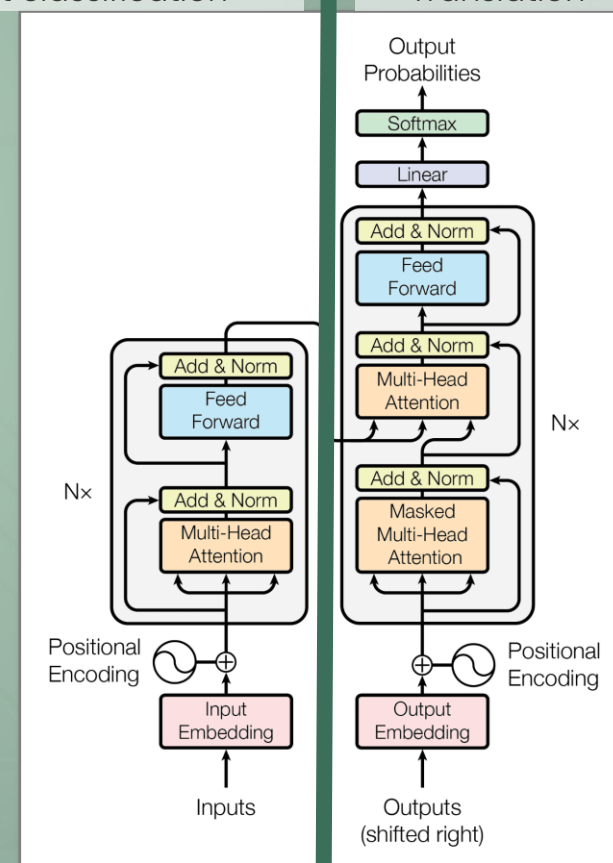 Output
Probabilities
Softmax
Linear
Add & Norm
Feed
Forward
Add & Norm
Multi-Head
Attention
Nx
Add & Norm
Masked
Multi-Head
Attention
Positional
Encoding
Output
Embedding
Outputs
(shifted right)
Add & Norm
Feed
Forward
Nx
Add & Norm
Multi-Head
Attention
Positional
Encoding
Input
Embedding
Inputs